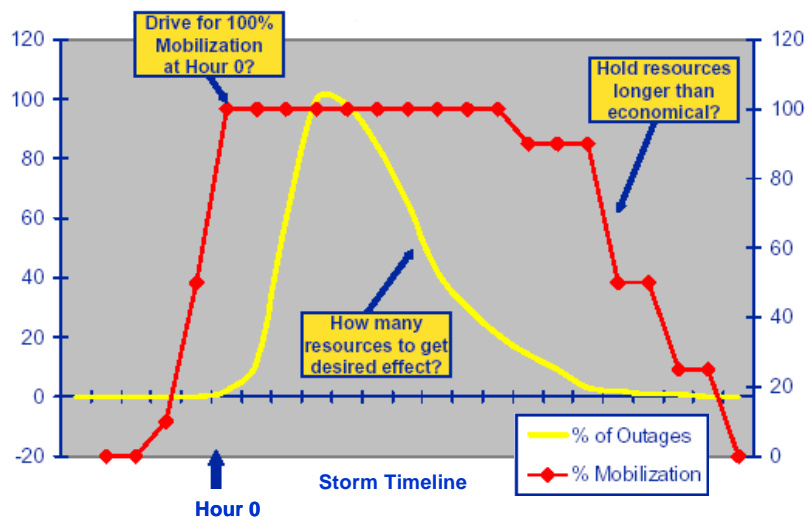 Drive for 100%
Mobilization
at Hour 0?
Hold resources
longer than
economical?
How many
resources to get
desired effect?
120
100
80
60
40
20
0
-20
120
100
80
60
40
20
0
% of Outages
% Mobilization
Storm Timeline
Hour 0